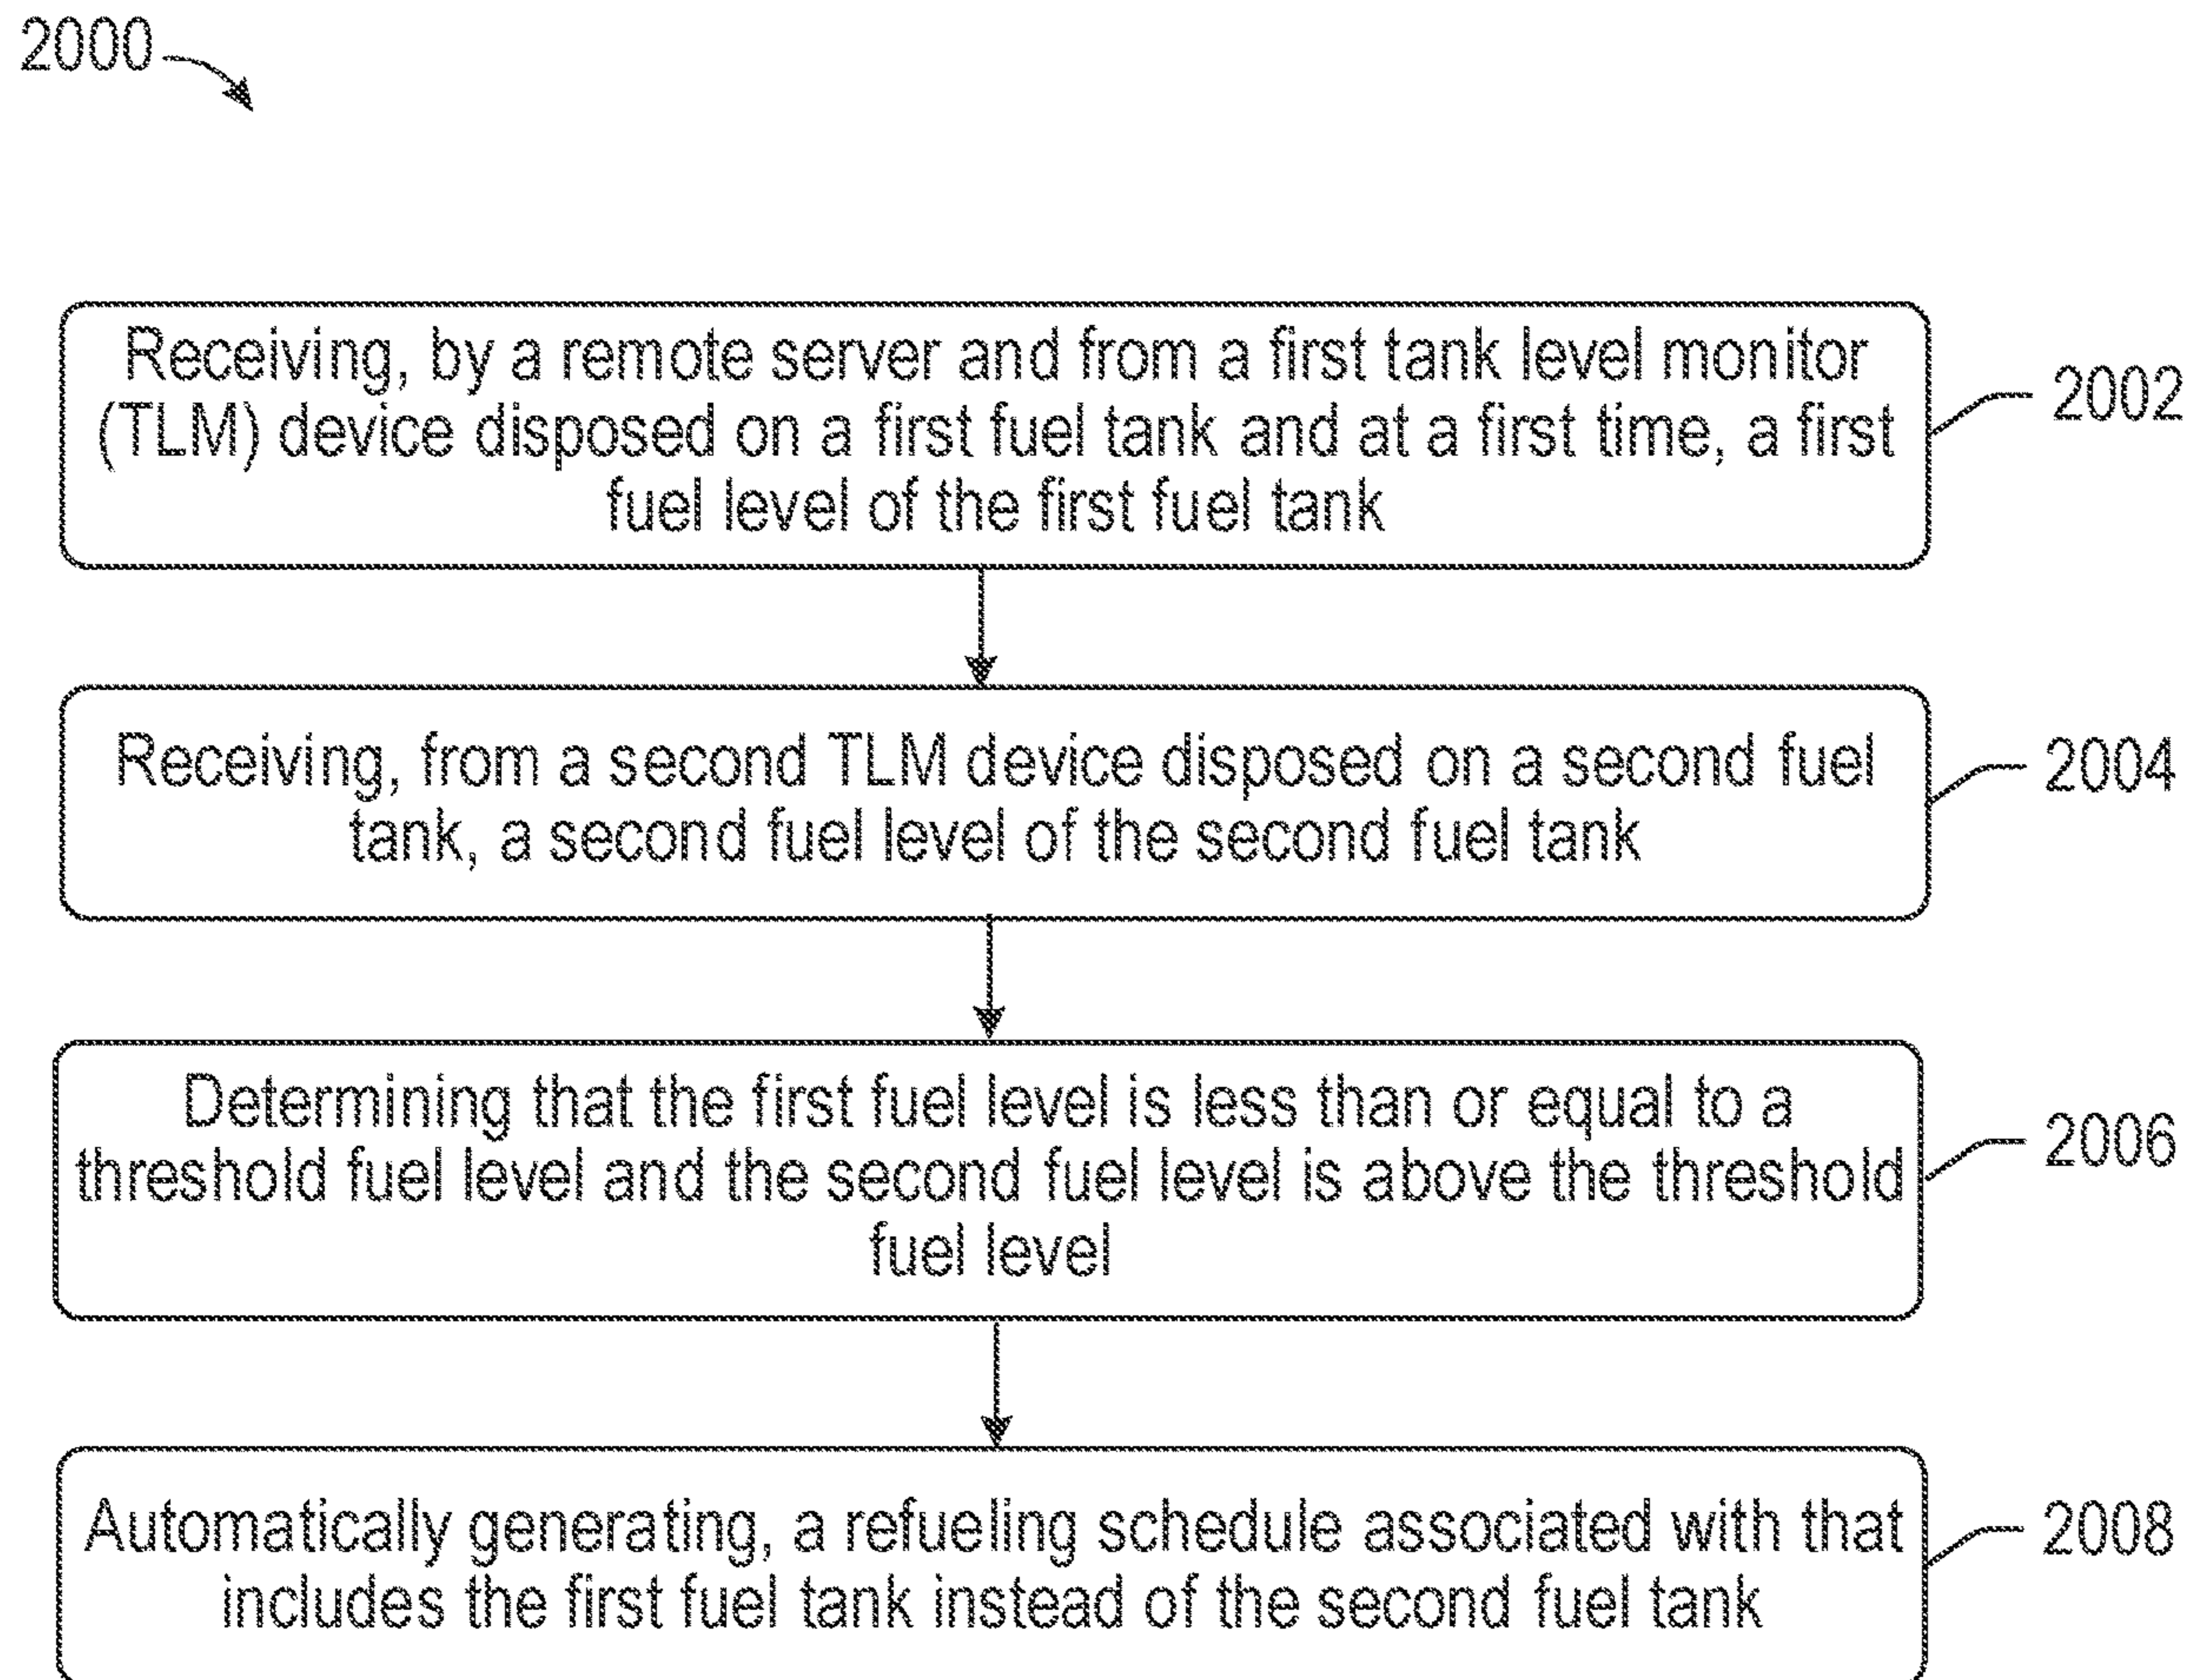 2000
Receiving, by a remote server and from a first tank level monitor
(TLM) device disposed on a first fuel tank and at a first time, a first
fuel level of the first fuel tank
2002
Receiving, from a second TLM device disposed on a second fuel
tank, a second fuel level of the second fuel tank
2004
Determining that the first fuel level is less than or equal to a
threshold fuel level and the second fuel level is above the threshold
fuel level
2006
Automatically generating, a refueling schedule associated with that
includes the first fuel tank instead of the second fuel tank
2008